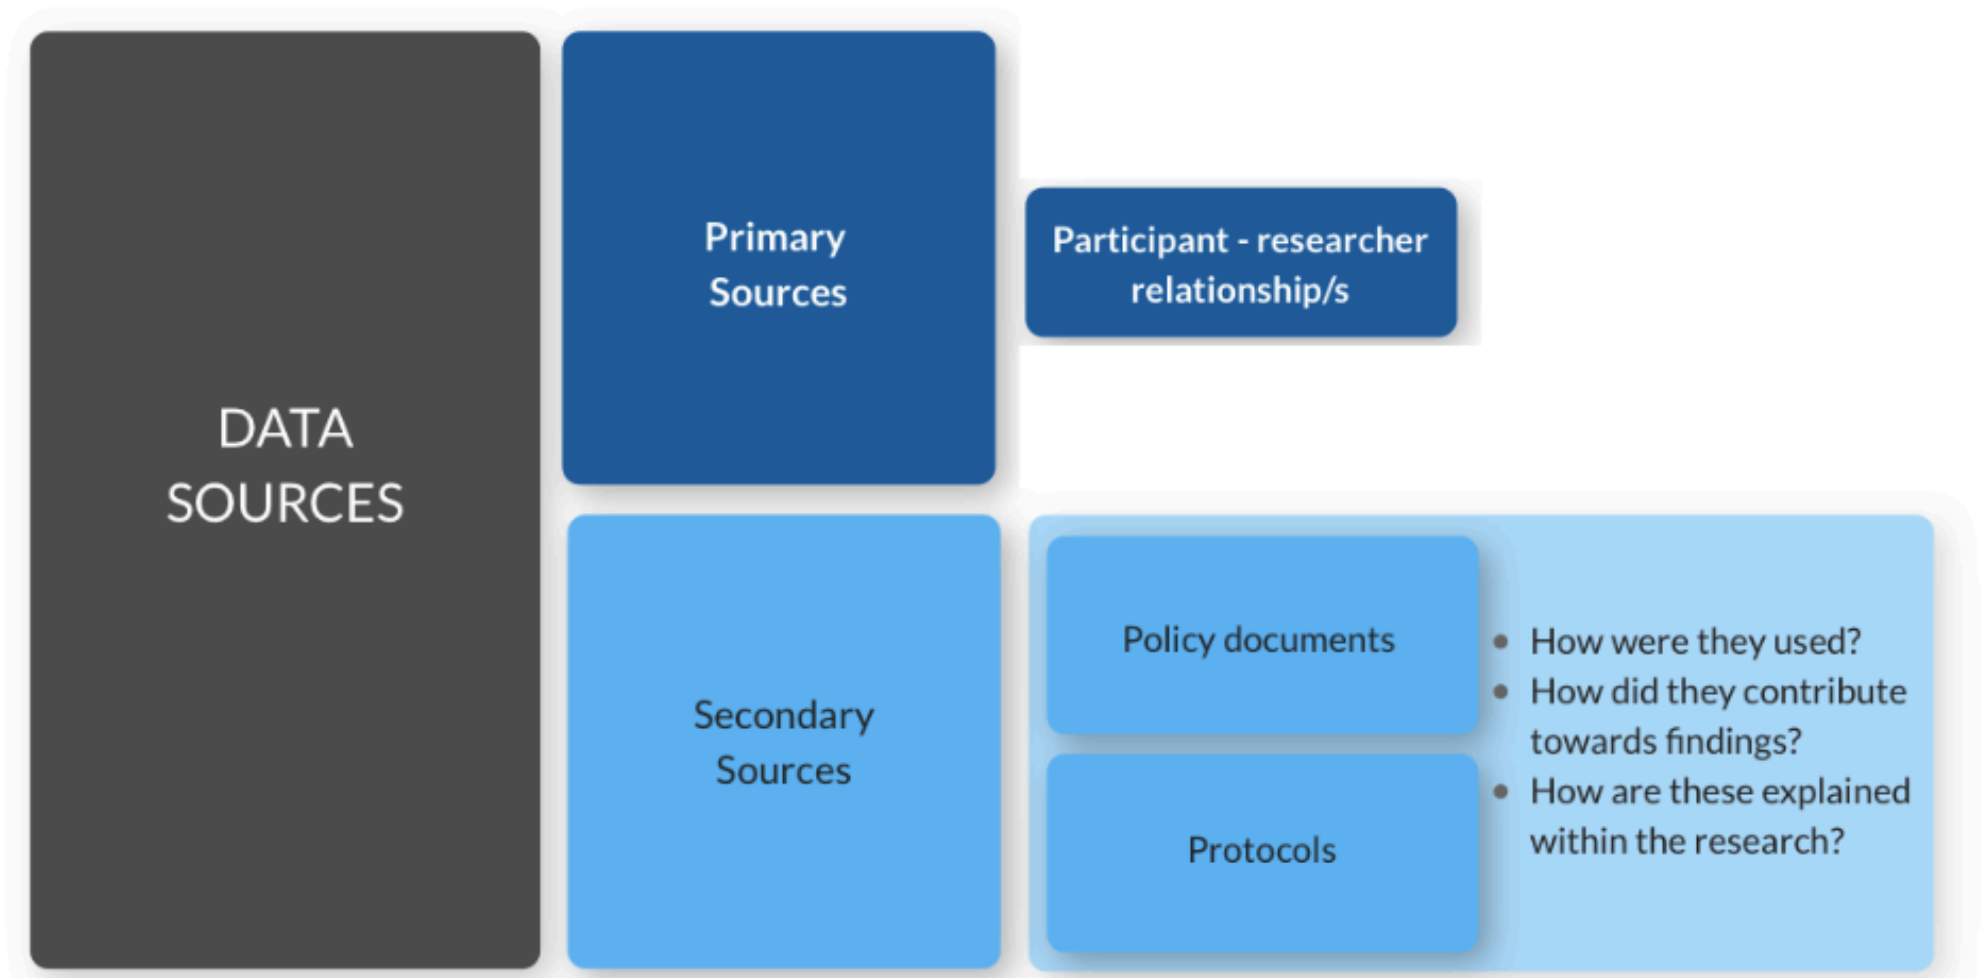 DATA
SOURCES
Primary
Sources
Participant - researcher
relationship/s
Secondary
Sources
Policy documents
Protocols
• How were they used?
• How did they contribute
towards findings?
• How are these explained
within the research?